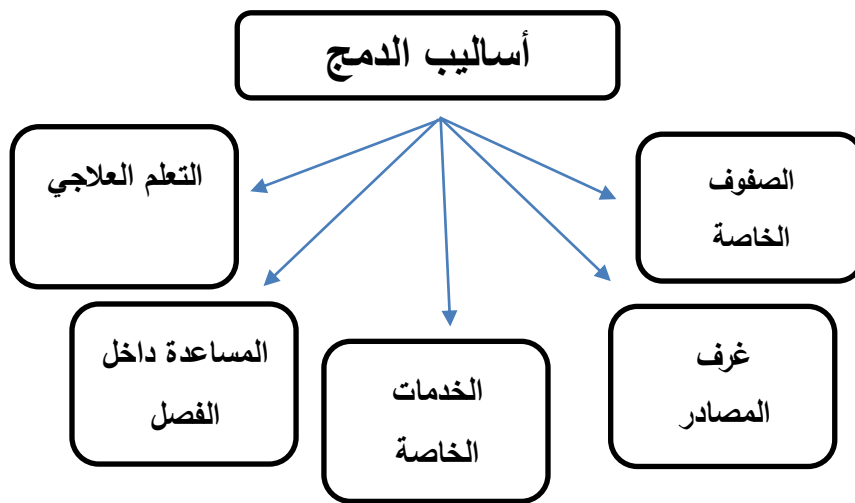 أساليب الدمج
الصفوف
الخاصة
غرف
المصادر
الخدمات
الخاصة
المساعدة داخل
الفصل
التعلم العلاجي